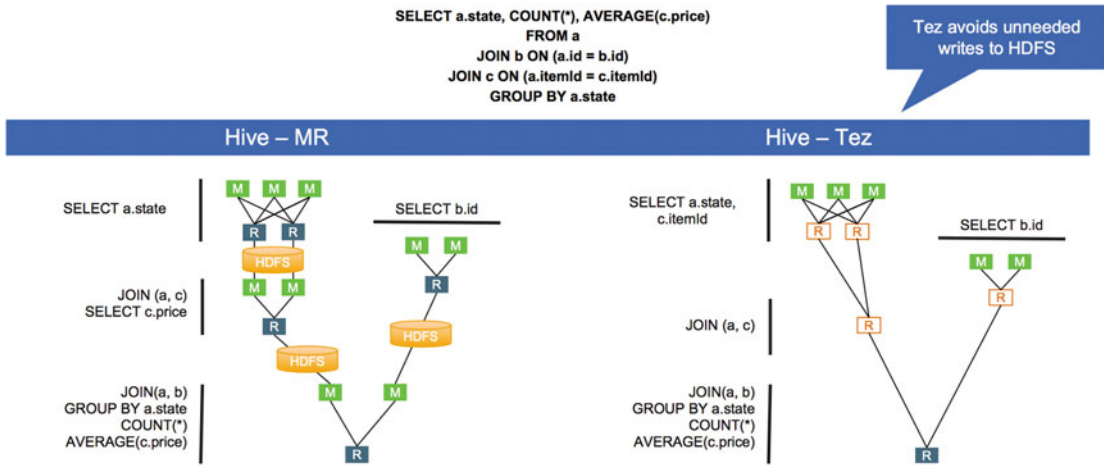 SELECT a.state, COUNT(*), AVERAGE(c.price)
FROM a
JOIN b ON (a.id = b.id)
JOIN c ON (a.itemId = c.itemId)
GROUP BY a.state
Tez avoids unneeded
writes to HDFS
Hive – MR
Hive – Tez
SELECT a.state
M M M
R R
HDFS
SELECT b.id
M M
R
JOIN (a, c)
SELECT c.price
M M
R
HDFS
HDFS
JOIN(a, b)
GROUP BY a.state
COUNT(*)
AVERAGE(c.price)
M M
R
SELECT a.state,
c.itemId
M M M
R R
SELECT b.id
M M
R
JOIN (a, c)
R
JOIN(a, b)
GROUP BY a.state
COUNT(*)
AVERAGE(c.price)
R